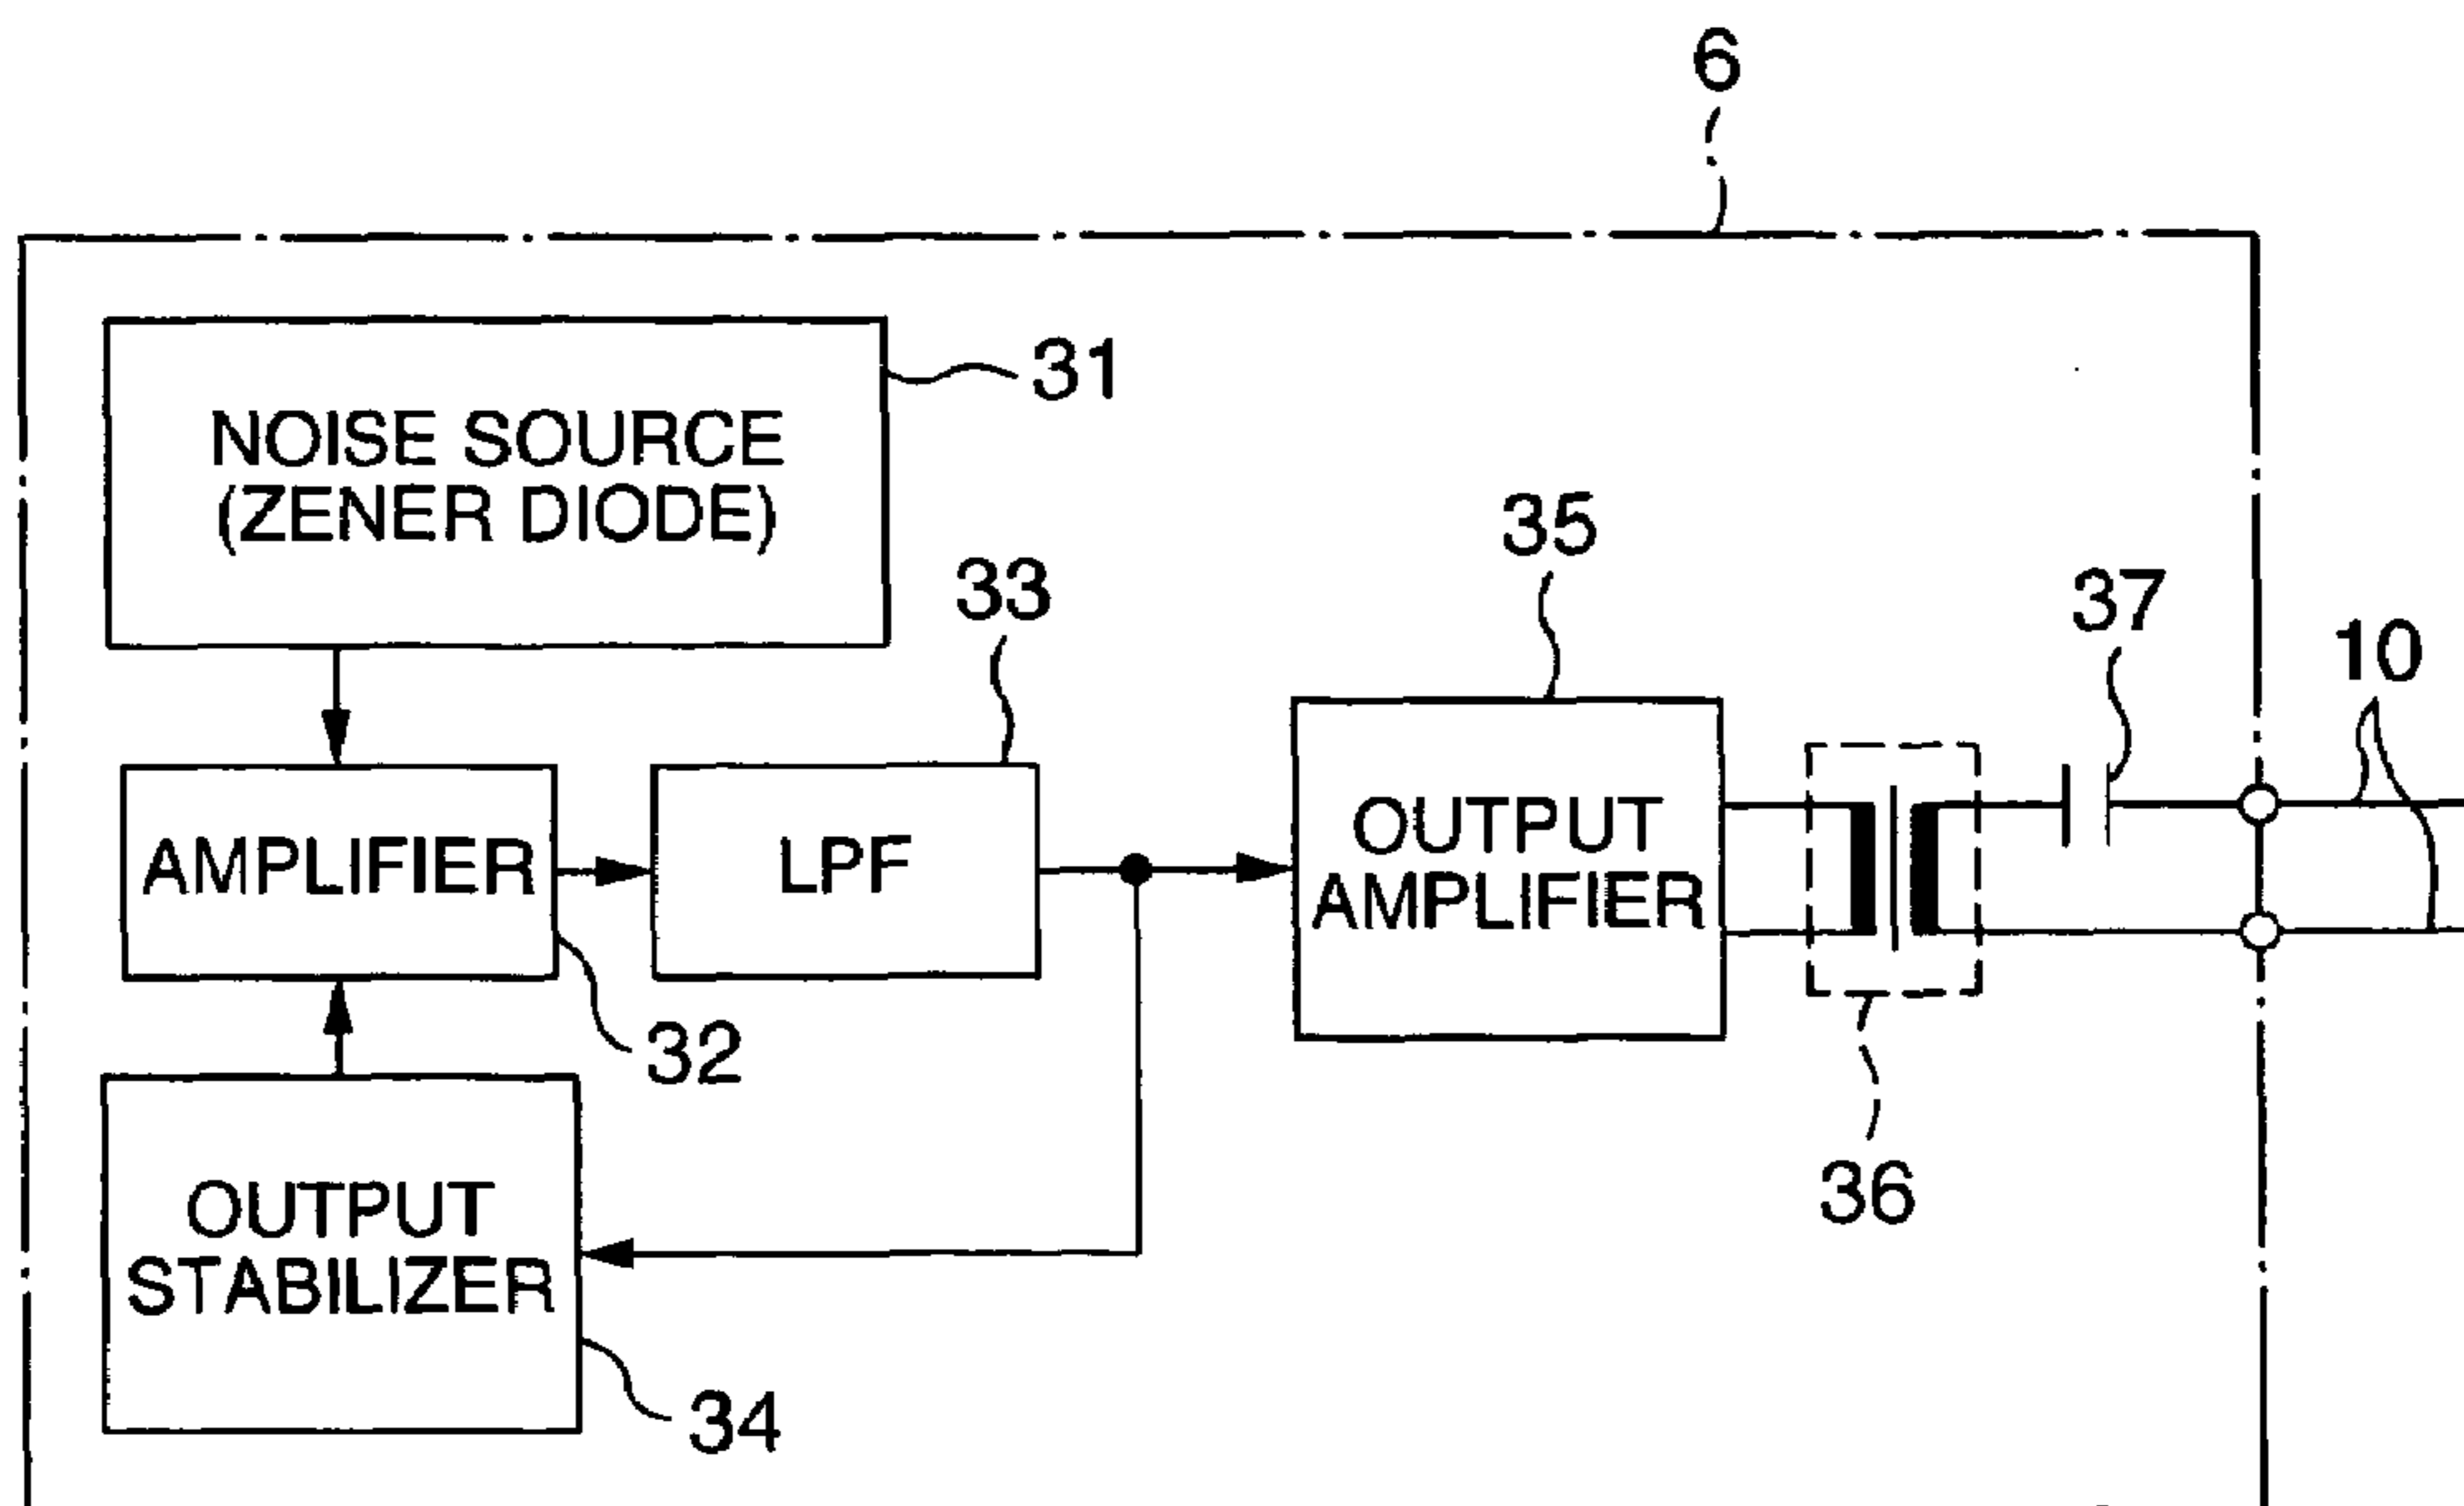 6
31
NOISE SOURCE
(ZENER DIODE)
33
35
37
10
AMPLIFIER
LPF
OUTPUT
AMPLIFIER
32
36
OUTPUT
STABILIZER
34